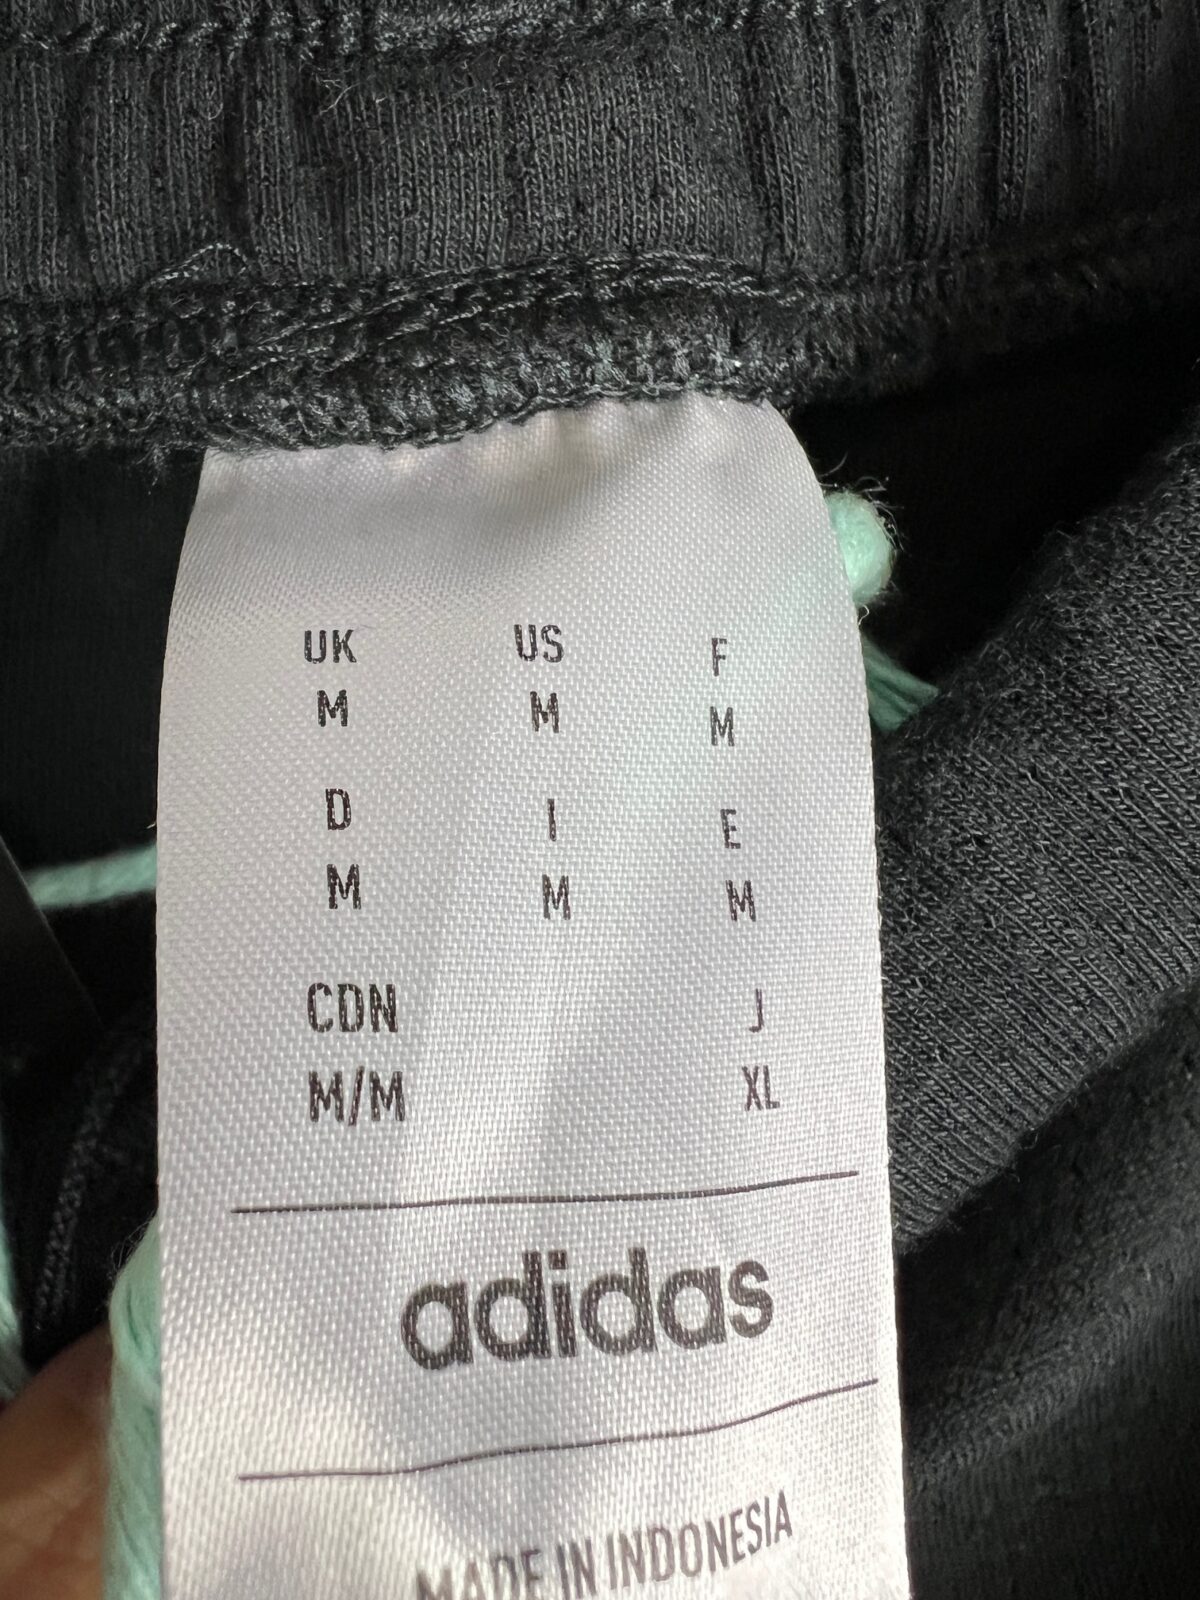 UK US F
M M M
D I E
M M M
CDN J
M/M XL
adidas
MADE IN INDONESIA